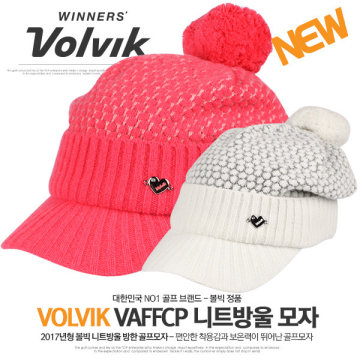 WINNERS'
Volvik
NEW
대한민국 NO1 골프 브랜드 - 볼빅 정품
VOLVIK VAFFCP 니트방울 모자
2017년형 볼빅 니트방울 방한 골프모자 - 편안한 착용감과 보온력이 뛰어난 골프모자